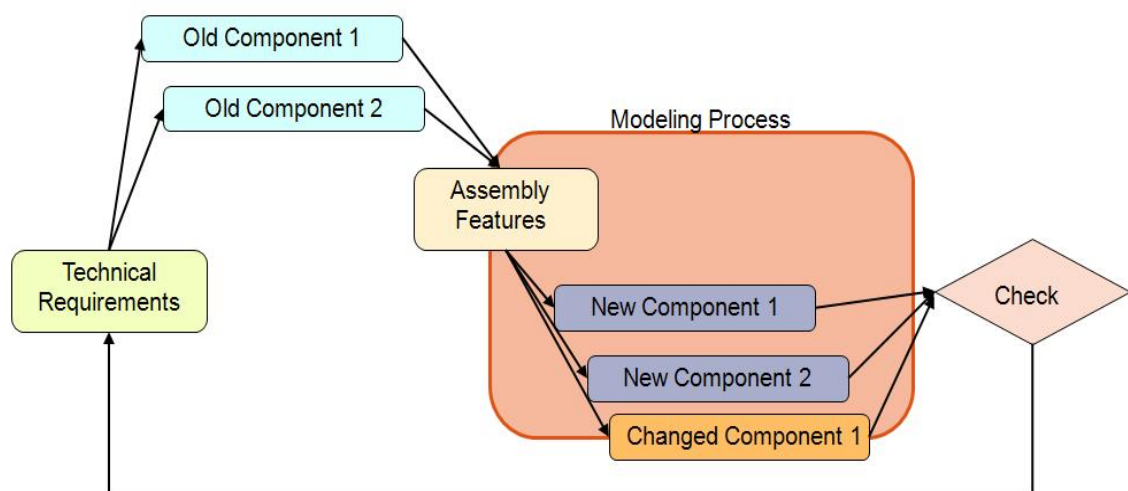 Old Component 1
Old Component 2
Modeling Process
Assembly
Features
Technical
Requirements
New Component 1
Check
New Component 2
Changed Component 1